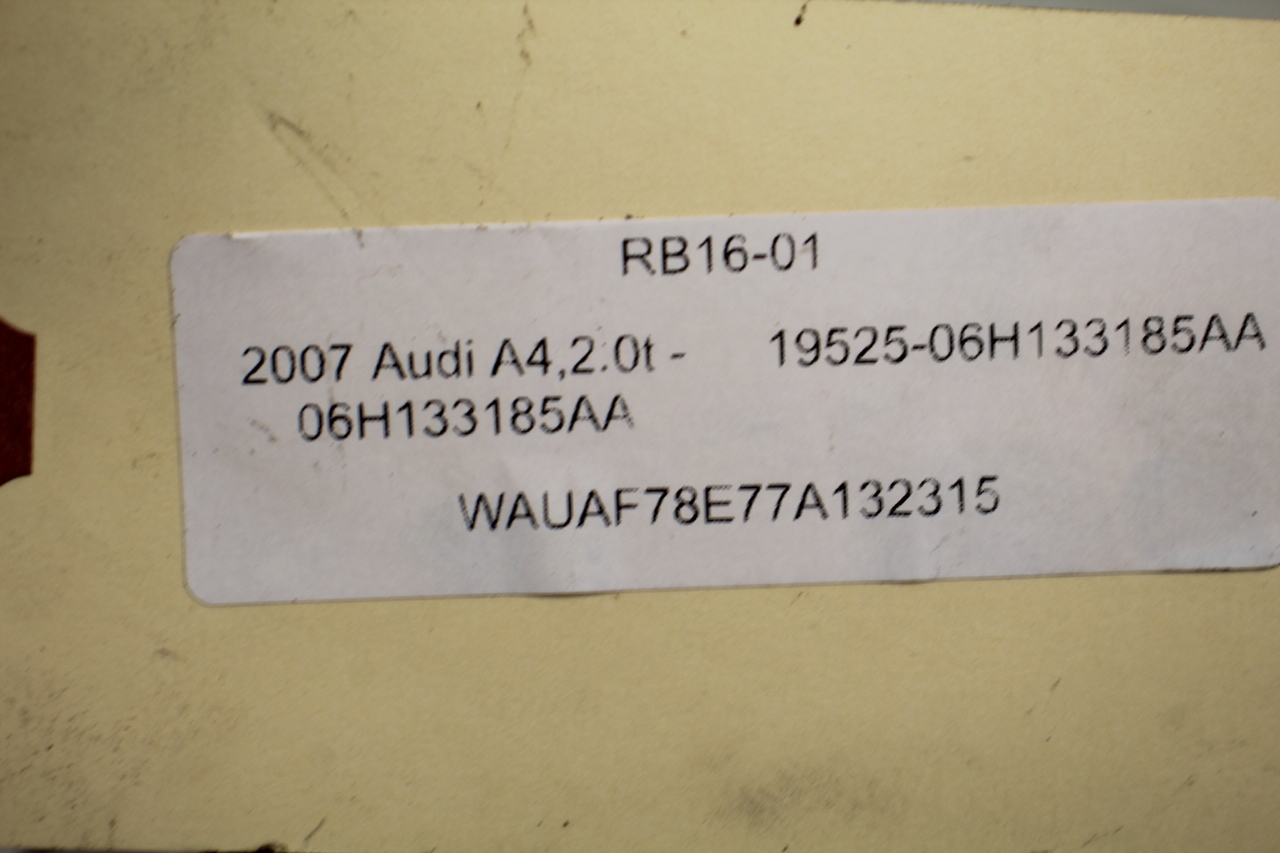 RB16-01
2007 Audi A4,2.0t - 19525-06H133185AA
06H133185AA
WAUAF78E77A132315